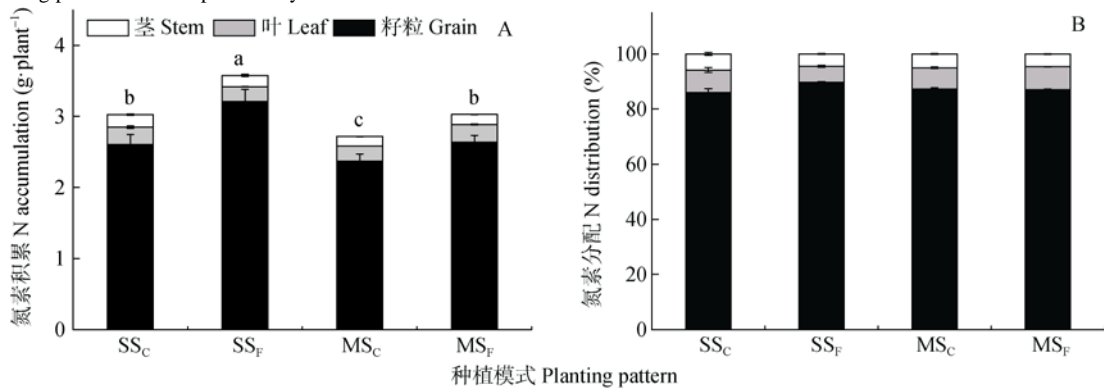 茎 Stem 叶 Leaf 籽粒 Grain A
氮素积累 N accumulation (g·plant⁻¹)
4
3
2
1
0
b
a
c
b
SS_C SS_F MS_C MS_F
B
氮素分配 N distribution (%)
100
80
60
40
20
0
SS_C SS_F MS_C MS_F
种植模式 Planting pattern